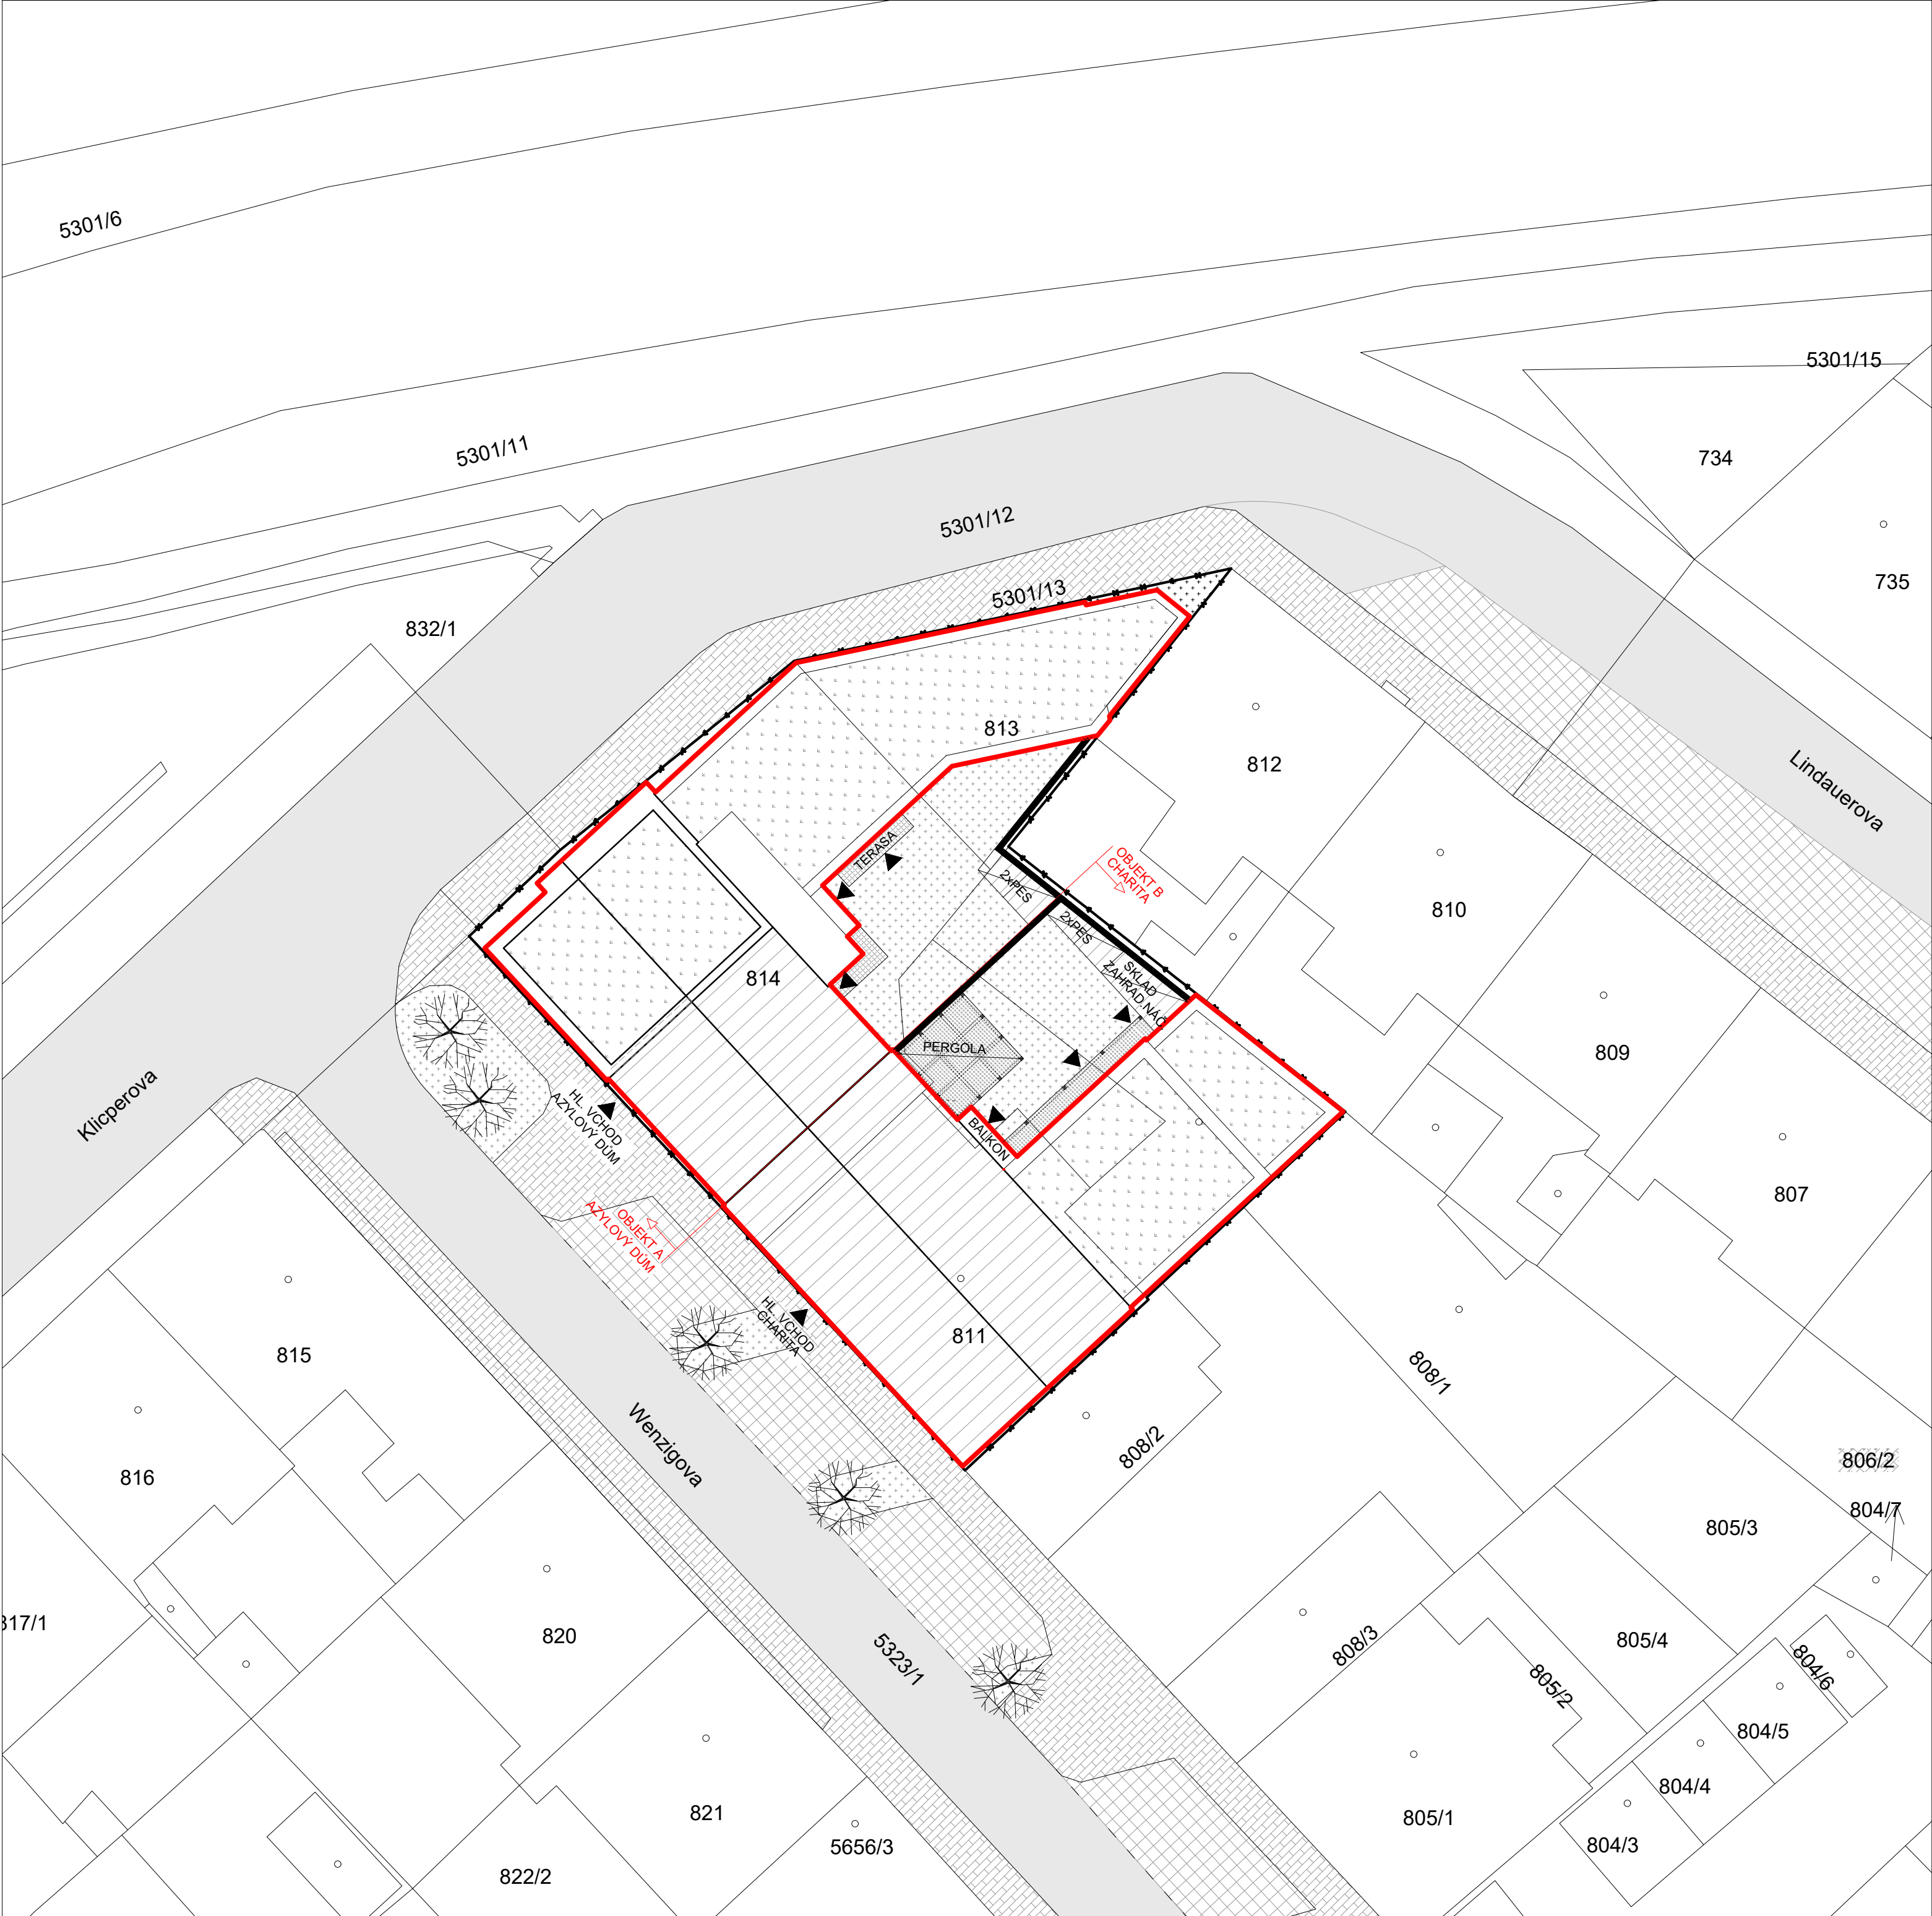 5301/6
5301/15
5301/11
734
5301/12
735
5301/13
832/1
813
812
Lindauerova
TERASA
OBJEKT B
CHARITA
2xPES
2xPES
810
814
SKLAD
ZAHRAD.NÁČ
PERGOLA
809
Klicperova
HL. VCHOD
AZYLOVÝ DŮM
BALKON
807
OBJEKT A
AZYLOVÝ DŮM
HL. VCHOD
CHARITA
811
815
808/1
Wenzigova
808/2
816
806/2
804/7
805/3
317/1
820
5323/1
808/3
805/4
804/6
805/2
804/5
804/4
821
805/1
5656/3
804/3
822/2